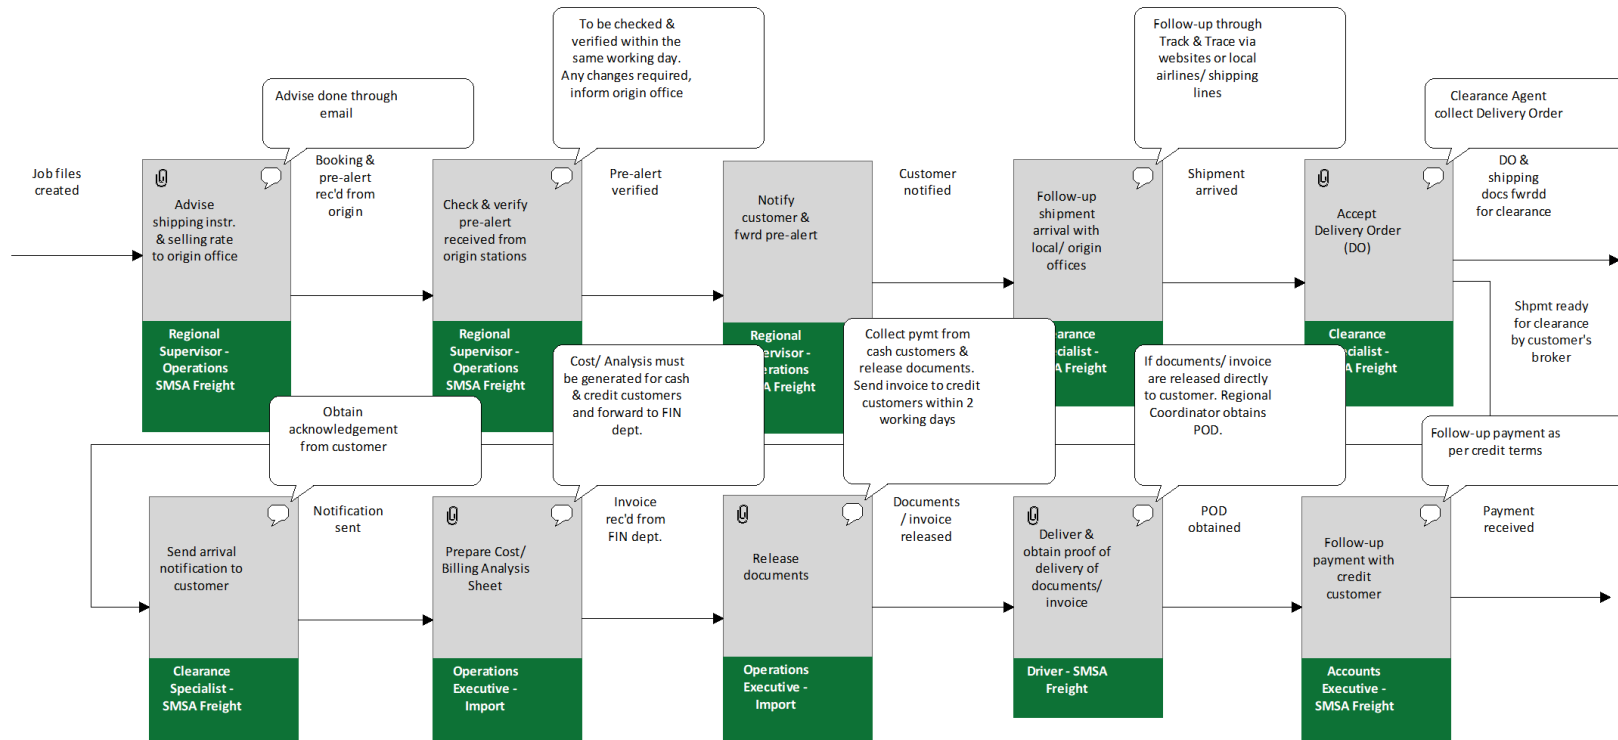 Job files
created
Advise done through
email
Advise
shipping instr.
& selling rate
to origin office
Regional
Supervisor -
Operations
SMSA Freight
Booking &
pre-alert
rec'd from
origin
To be checked &
verified within the
same working day.
Any changes required,
inform origin office
Check & verify
pre-alert
received from
origin stations
Regional
Supervisor -
Operations
SMSA Freight
Pre-alert
verified
Notify
customer &
fwrd pre-alert
Regional
Customer
notified
Follow-up through
Track & Trace via
websites or local
airlines/ shipping
lines
Follow-up
shipment
arrival with
local/ origin
offices
Freight
Shipment
arrived
Clearance Agent
collect Delivery Order
Accept
Delivery Order
(DO)
Clearance
Freight
DO &
shipping
docs fwrdd
for clearance
Shpmt ready
for clearance
by customer's
broker
Obtain
acknowledgement
from customer
Send arrival
notification to
customer
Clearance
Specialist -
SMSA Freight
Notification
sent
Cost/ Analysis must
be generated for cash
& credit customers
and forward to FIN
dept.
Prepare Cost/
Billing Analysis
Sheet
Operations
Executive -
Import
Invoice
rec'd from
FIN dept.
Collect pymt from
cash customers &
release documents.
Send invoice to credit
customers within 2
working days
Release
documents
Operations
Executive -
Import
Documents
/ invoice
released
If documents/ invoice
are released directly
to customer. Regional
Coordinator obtains
POD.
Deliver &
obtain proof of
delivery of
documents/
invoice
Driver - SMSA
Freight
POD
obtained
Follow-up payment as
per credit terms
Follow-up
payment with
credit
customer
Accounts
Executive -
SMSA Freight
Payment
received